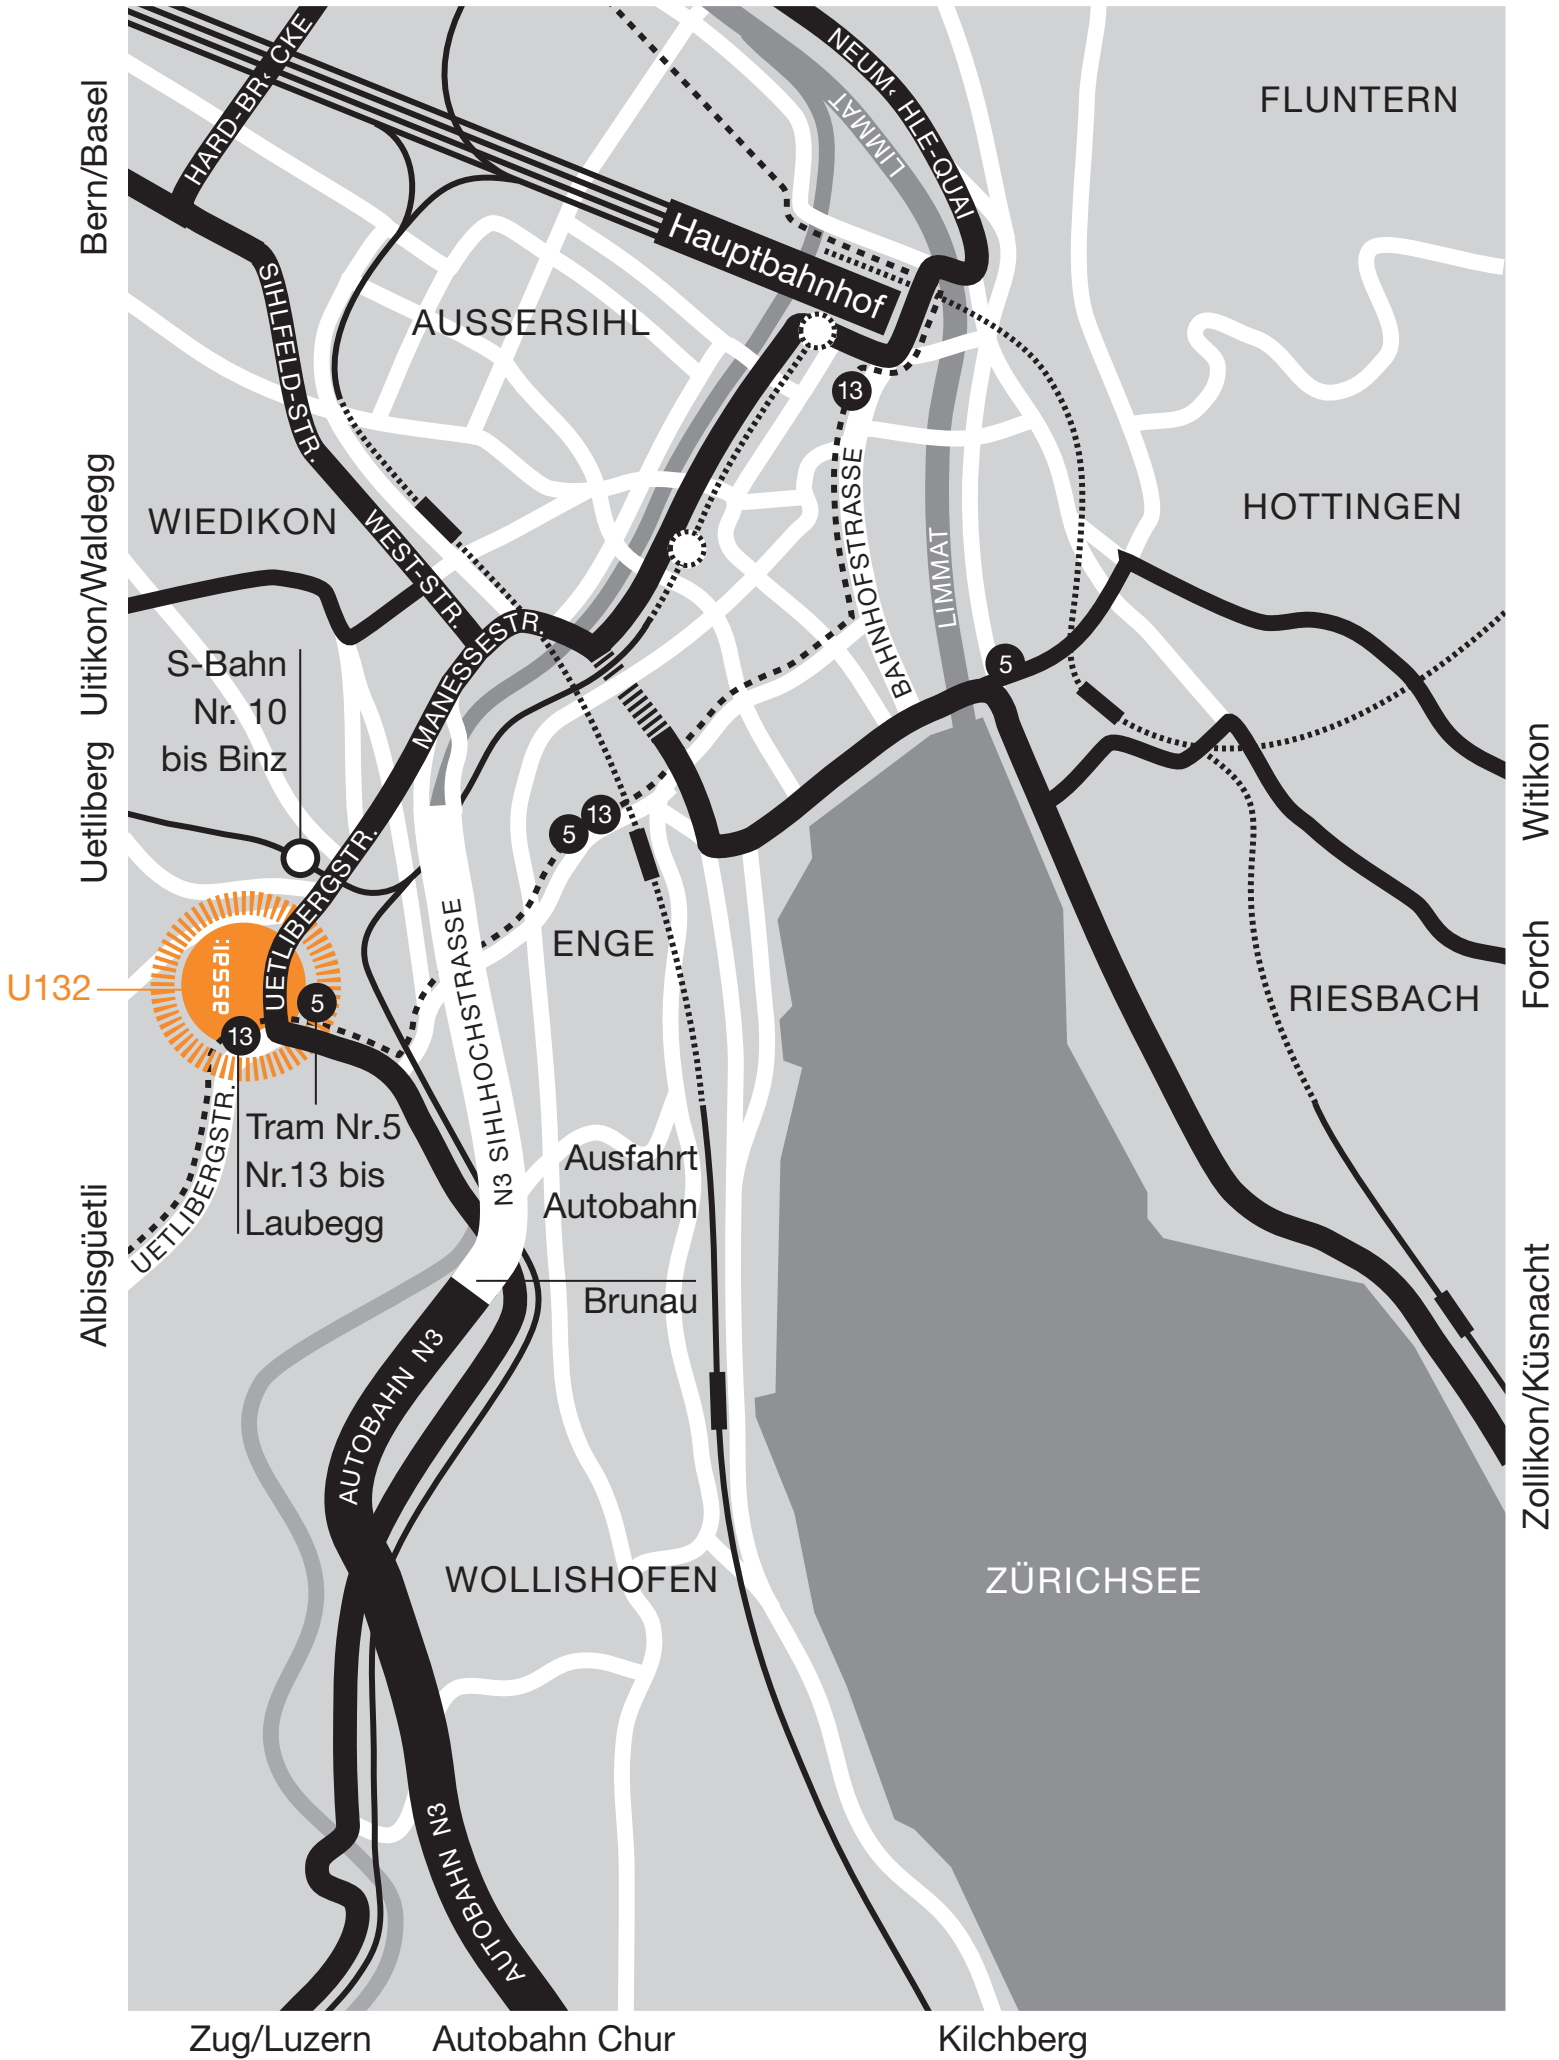 HARD-BR‹ CKE
NEUM‹ HLE-QUAI
LIMMAT
FLUNTERN
Bern/Basel
Hauptbahnhof
SIHLFELD-STR.
AUSSERSIHL
13
BAHNHOFSTRASSE
LIMMAT
HOTTINGEN
WIEDIKON
WEST-STR.
Uitikon/Waldegg
MANESSESTR.
S-Bahn
Nr. 10
bis Binz
5
Uetliberg
Witikon
5
13
UETLIBERGSTR.
ENGE
N3 SIHLHOCHSTRASSE
U132
assai:
5
13
RIESBACH
Forch
Tram Nr.5
Nr.13 bis
Laubegg
UETLIBERGSTR.
Albisgüetli
Ausfahrt
Autobahn
Brunau
AUTOBAHN N3
Zollikon/Küsnacht
WOLLISHOFEN
ZÜRICHSEE
AUTOBAHN N3
Zug/Luzern
Autobahn Chur
Kilchberg